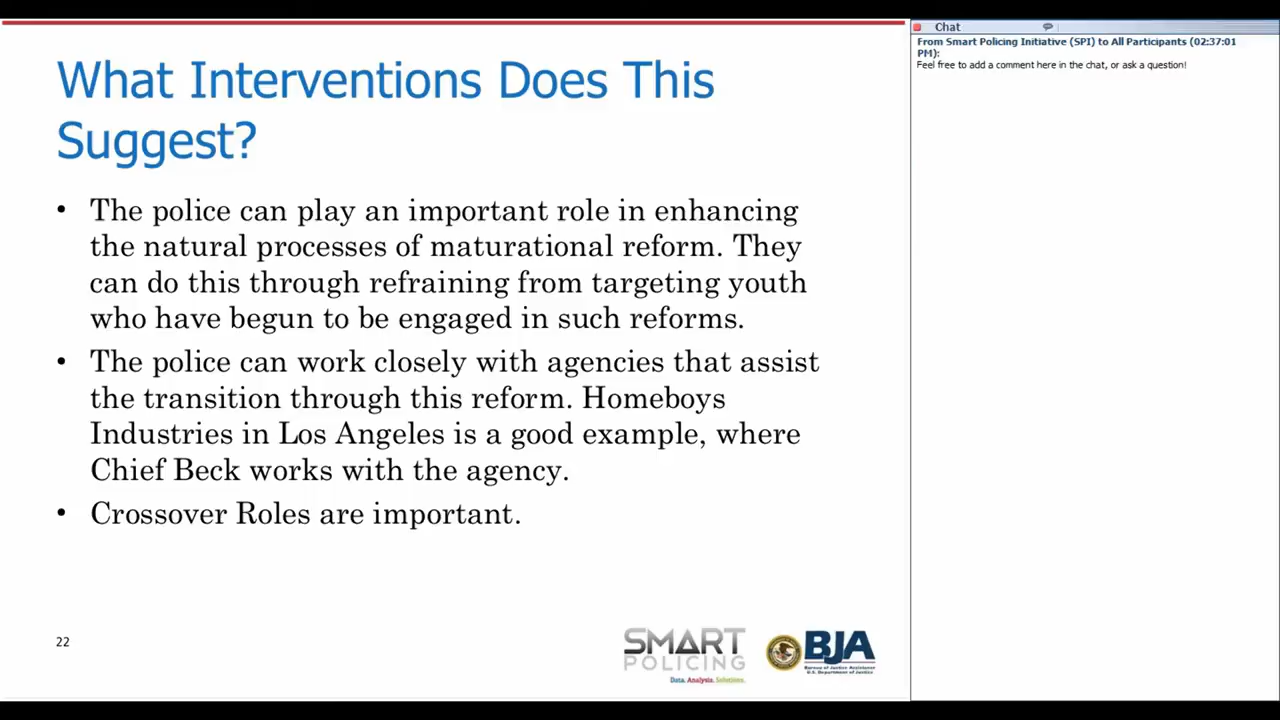 What Interventions Does This
Suggest?
• The police can play an important role in enhancing
the natural processes of maturational reform. They
can do this through refraining from targeting youth
who have begun to be engaged in such reforms.
• The police can work closely with agencies that assist
the transition through this reform. Homeboys
Industries in Los Angeles is a good example, where
Chief Beck works with the agency.
• Crossover Roles are important.
22
SMART
POLICING
Data. Analysis. Solutions.
BJA
Bureau of Justice Assistance
U.S. Department of Justice
Chat
From Smart Policing Initiative (SPI) to All Participants (02:37:01
PM):
Feel free to add a comment here in the chat, or ask a question!